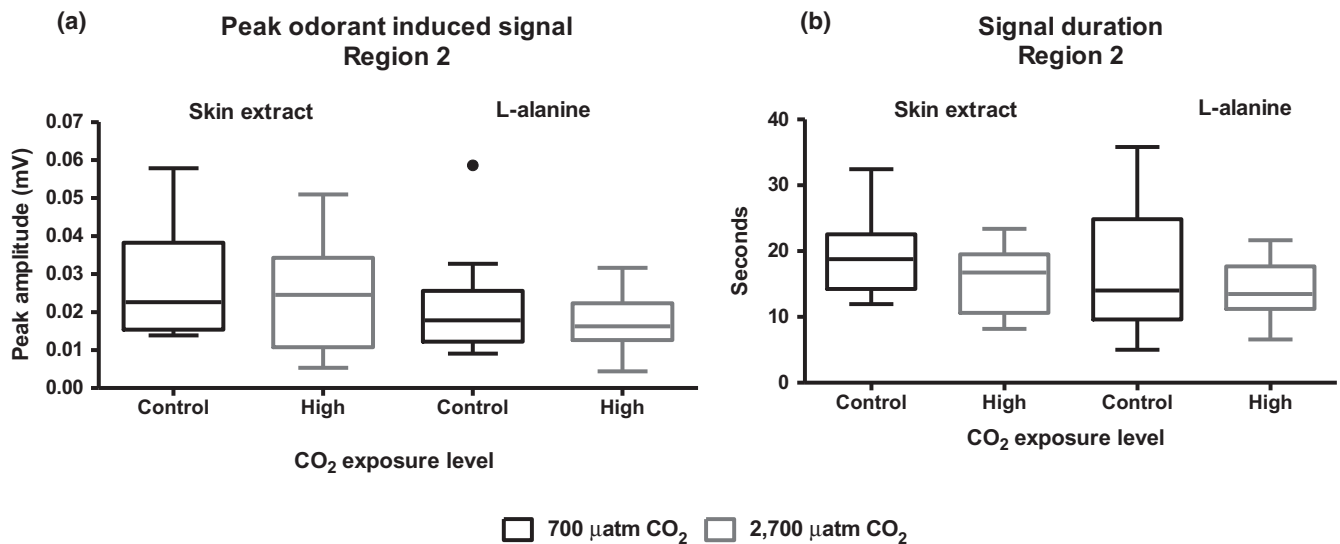 (a)
Peak odorant induced signal
Region 2
Skin extract
L-alanine
Peak amplitude (mV)
0.07
0.06
0.05
0.04
0.03
0.02
0.01
0.00
Control
High
Control
High
CO2 exposure level
(b)
Signal duration
Region 2
Skin extract
L-alanine
Seconds
40
30
20
10
0
Control
High
Control
High
CO2 exposure level
700 μatm CO2
2,700 μatm CO2